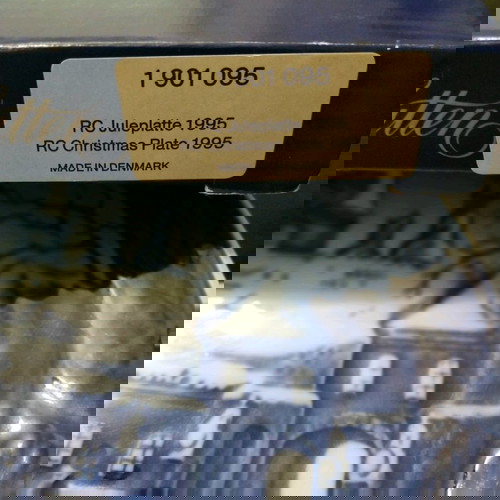 1 901 095
RC Juleplatte 1995
RC Christmas Plate 1995
MADE IN DENMARK